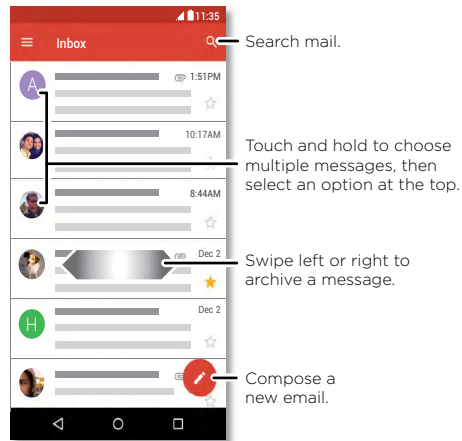 11:35
Inbox
Search mail.
A
1:51PM
10:17AM
Touch and hold to choose
multiple messages, then
select an option at the top.
8:44AM
Dec 2
Swipe left or right to
archive a message.
H
Dec 2
Compose a
new email.